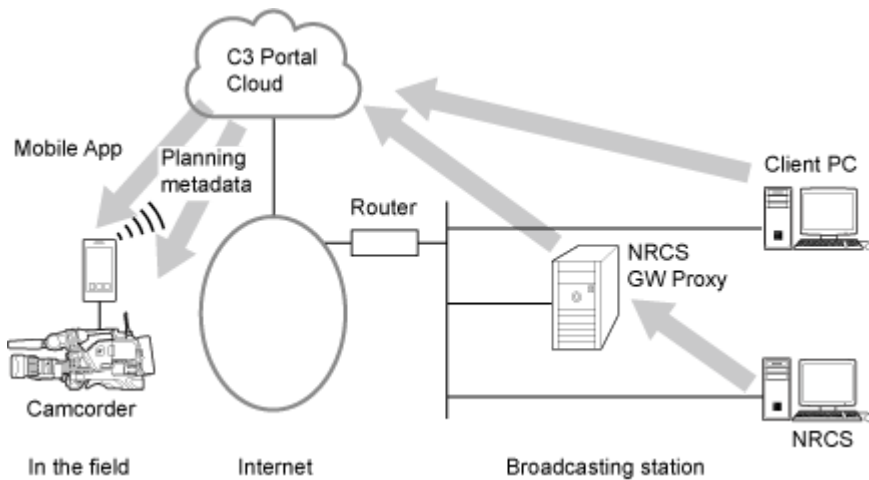 C3 Portal
Cloud
Mobile App
Planning
metadata
Client PC
Router
NRCS
GW Proxy
Camcorder
NRCS
In the field
Internet
Broadcasting station